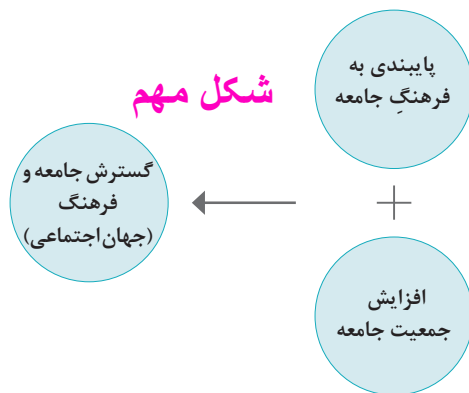 پایبندی به
فرهنگِ جامعه
شکل مهم
گسترش جامعه و
فرهنگ
(جهان اجتماعی)
+
افزایش
جمعیت جامعه